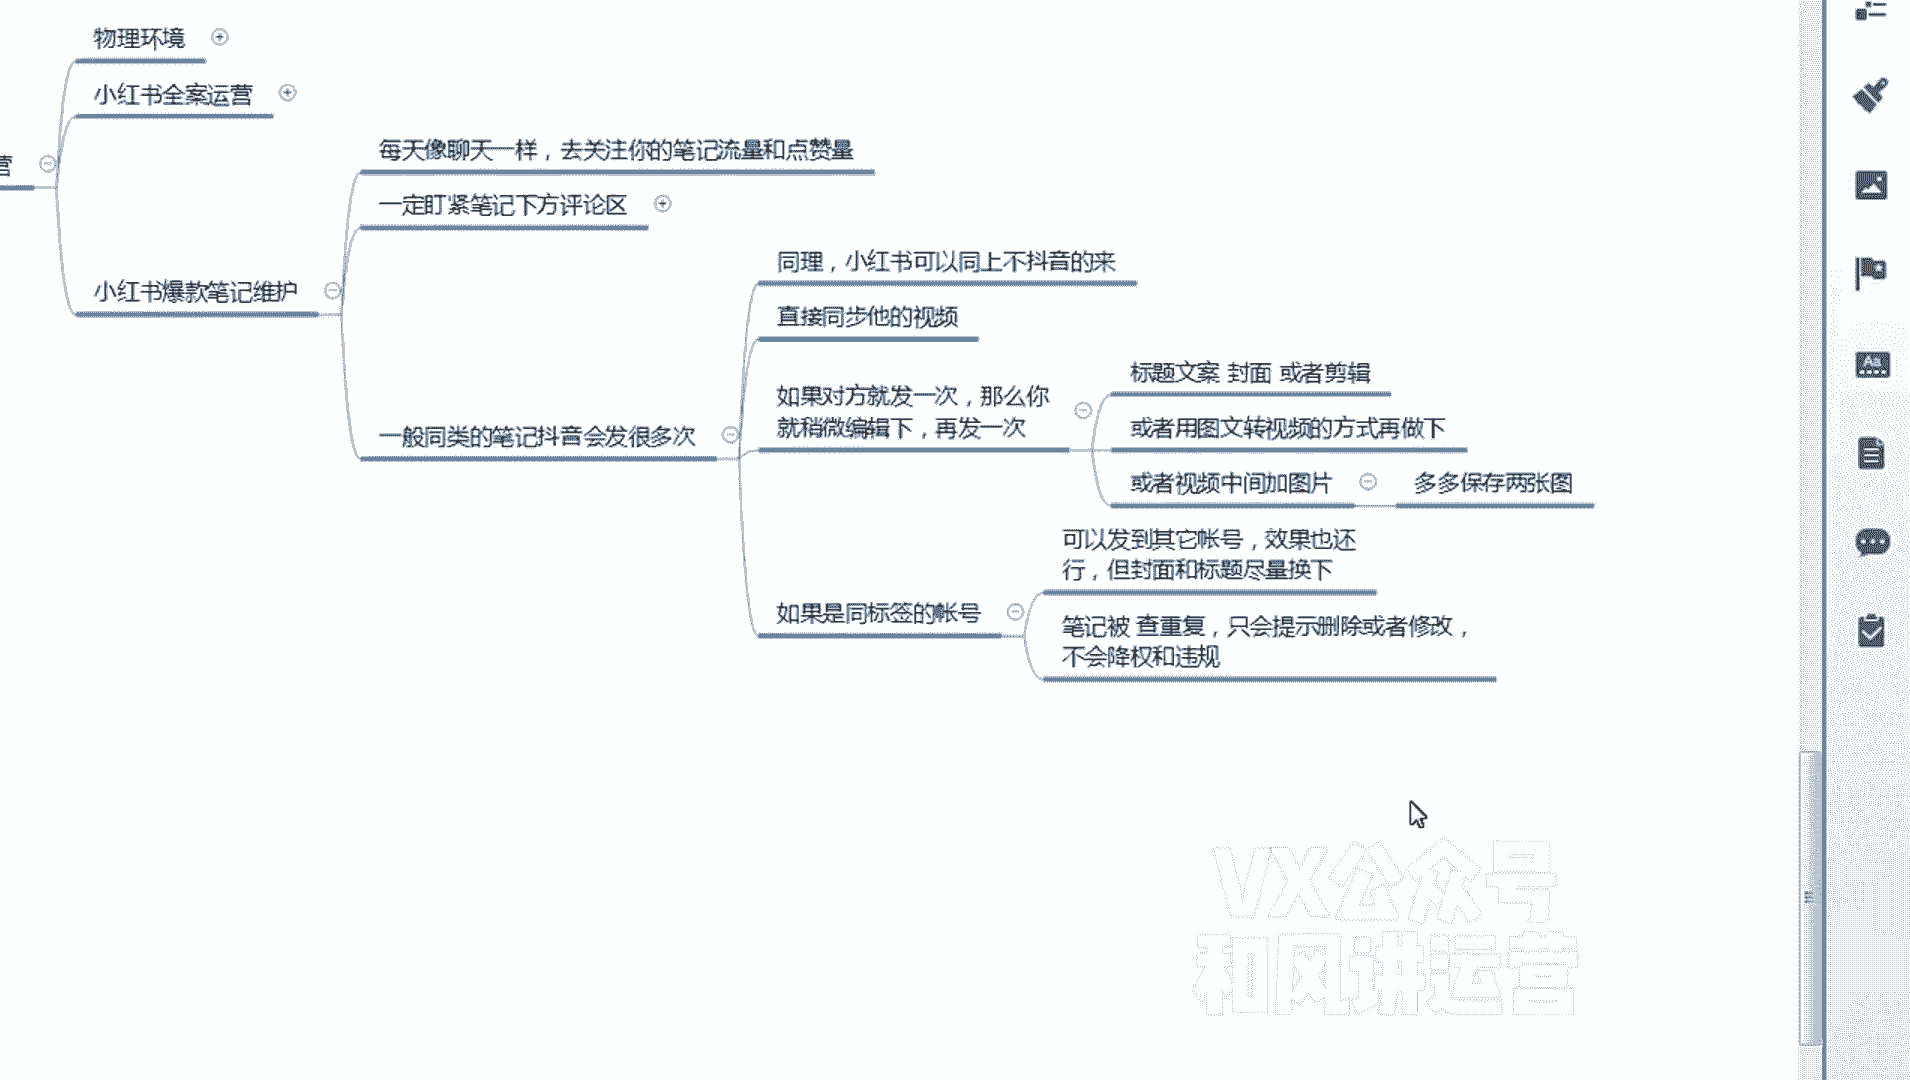 物理环境
小红书全案运营
营
每天像聊天一样，去关注你的笔记流量和点赞量
一定盯紧笔记下方评论区
小红书爆款笔记维护
同理，小红书可以同上不抖音的来
直接同步他的视频
如果对方就发一次，那么你
就稍微编辑下，再发一次
标题文案 封面 或者剪辑
或者用图文转视频的方式再做下
或者视频中间加图片
多多保存两张图
一般同类的笔记抖音会发很多次
可以发到其它帐号，效果也还
行，但封面和标题尽量换下
如果是同标签的帐号
笔记被 查重复，只会提示删除或者修改，
不会降权和违规
VX公众号
和风讲运营